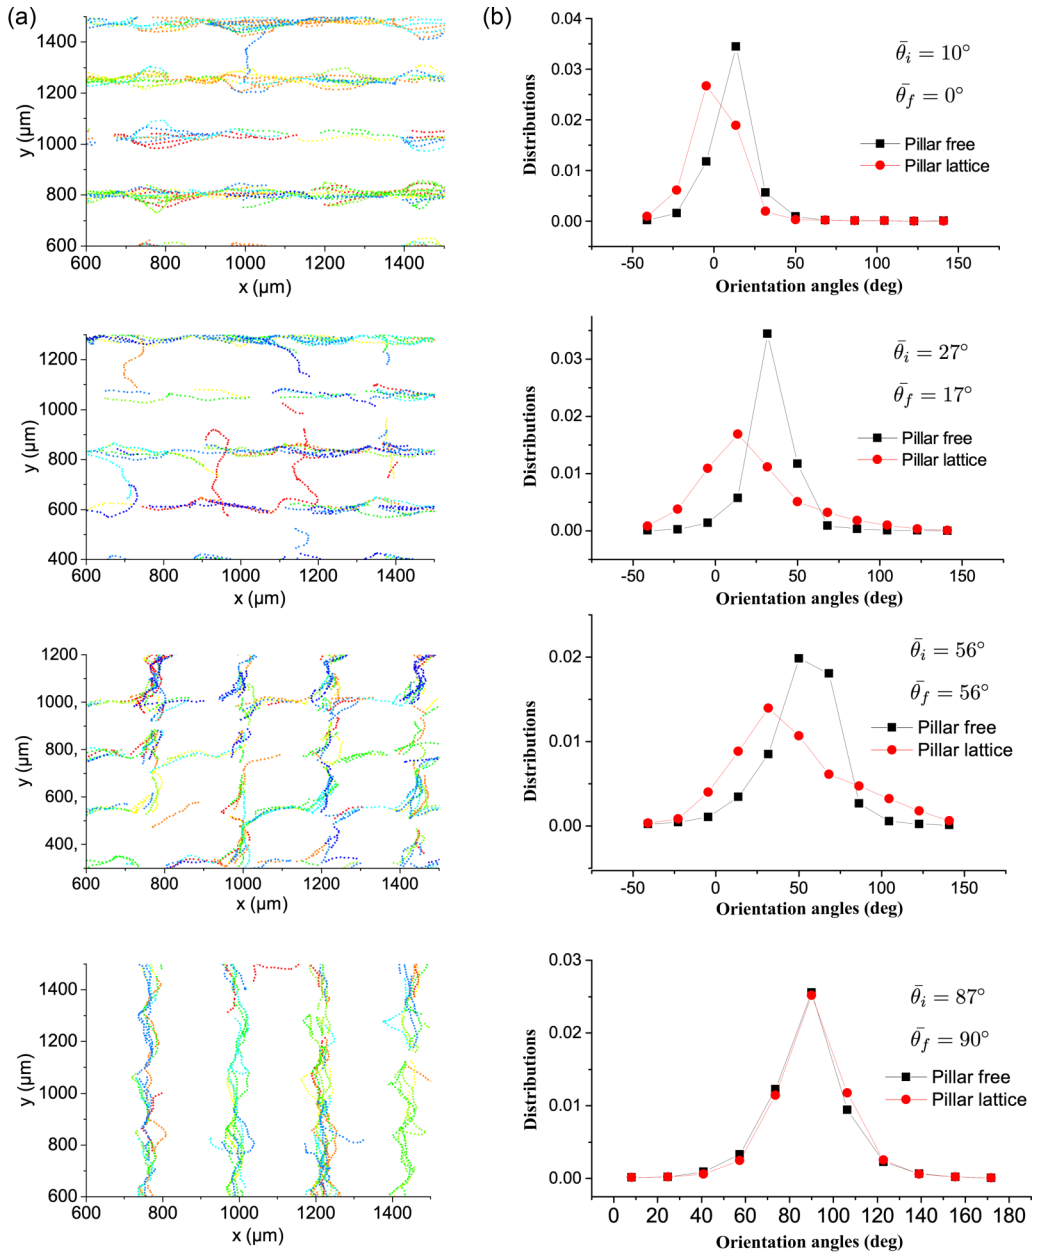 (a)
(b)
1400
1200
1000
800
600
y (μm)
600 800 1000 1200 1400
x (μm)
0.04
0.03
0.02
0.01
0.00
Distributions
-50 0 50 100 150
Orientation angles (deg)
θ̄i = 10°
θ̄f = 0°
Pillar free
Pillar lattice
1200
1000
800
600
400
y (μm)
600 800 1000 1200 1400
x (μm)
0.03
0.02
0.01
0.00
Distributions
-50 0 50 100 150
Orientation angles (deg)
θ̄i = 27°
θ̄f = 17°
Pillar free
Pillar lattice
1200
1000
800
600,
400,
y (μm)
600 800 1000 1200 1400
x (μm)
0.02
0.01
0.00
Distributions
-50 0 50 100 150
Orientation angles (deg)
θ̄i = 56°
θ̄f = 56°
Pillar free
Pillar lattice
1400
1200
1000
800
600
y (μm)
600 800 1000 1200 1400
x (μm)
0.03
0.02
0.01
0.00
Distributions
0 20 40 60 80 100 120 140 160 180
Orientation angles (deg)
θ̄i = 87°
θ̄f = 90°
Pillar free
Pillar lattice